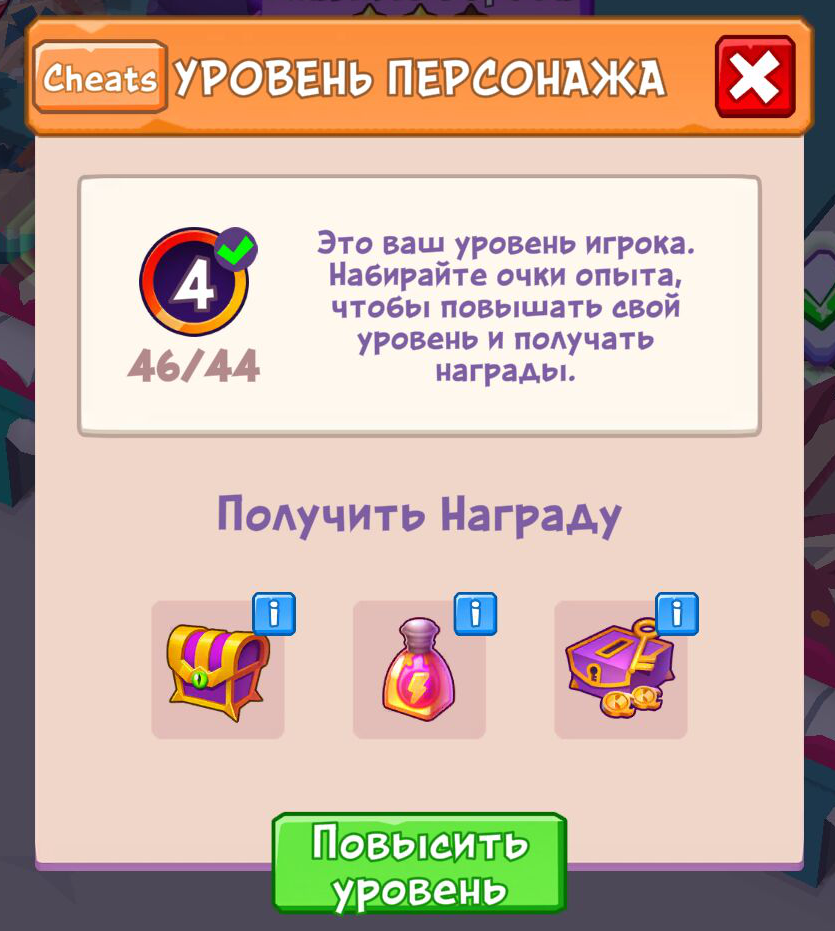 Cheats
УРОВЕНЬ ПЕРСОНАЖА
4
46/44
Это ваш уровень игрока.
Набирайте очки опыта,
чтобы повышать свой
уровень и получать
награды.
Получить Награду
i
i
i
Повысить
уровень